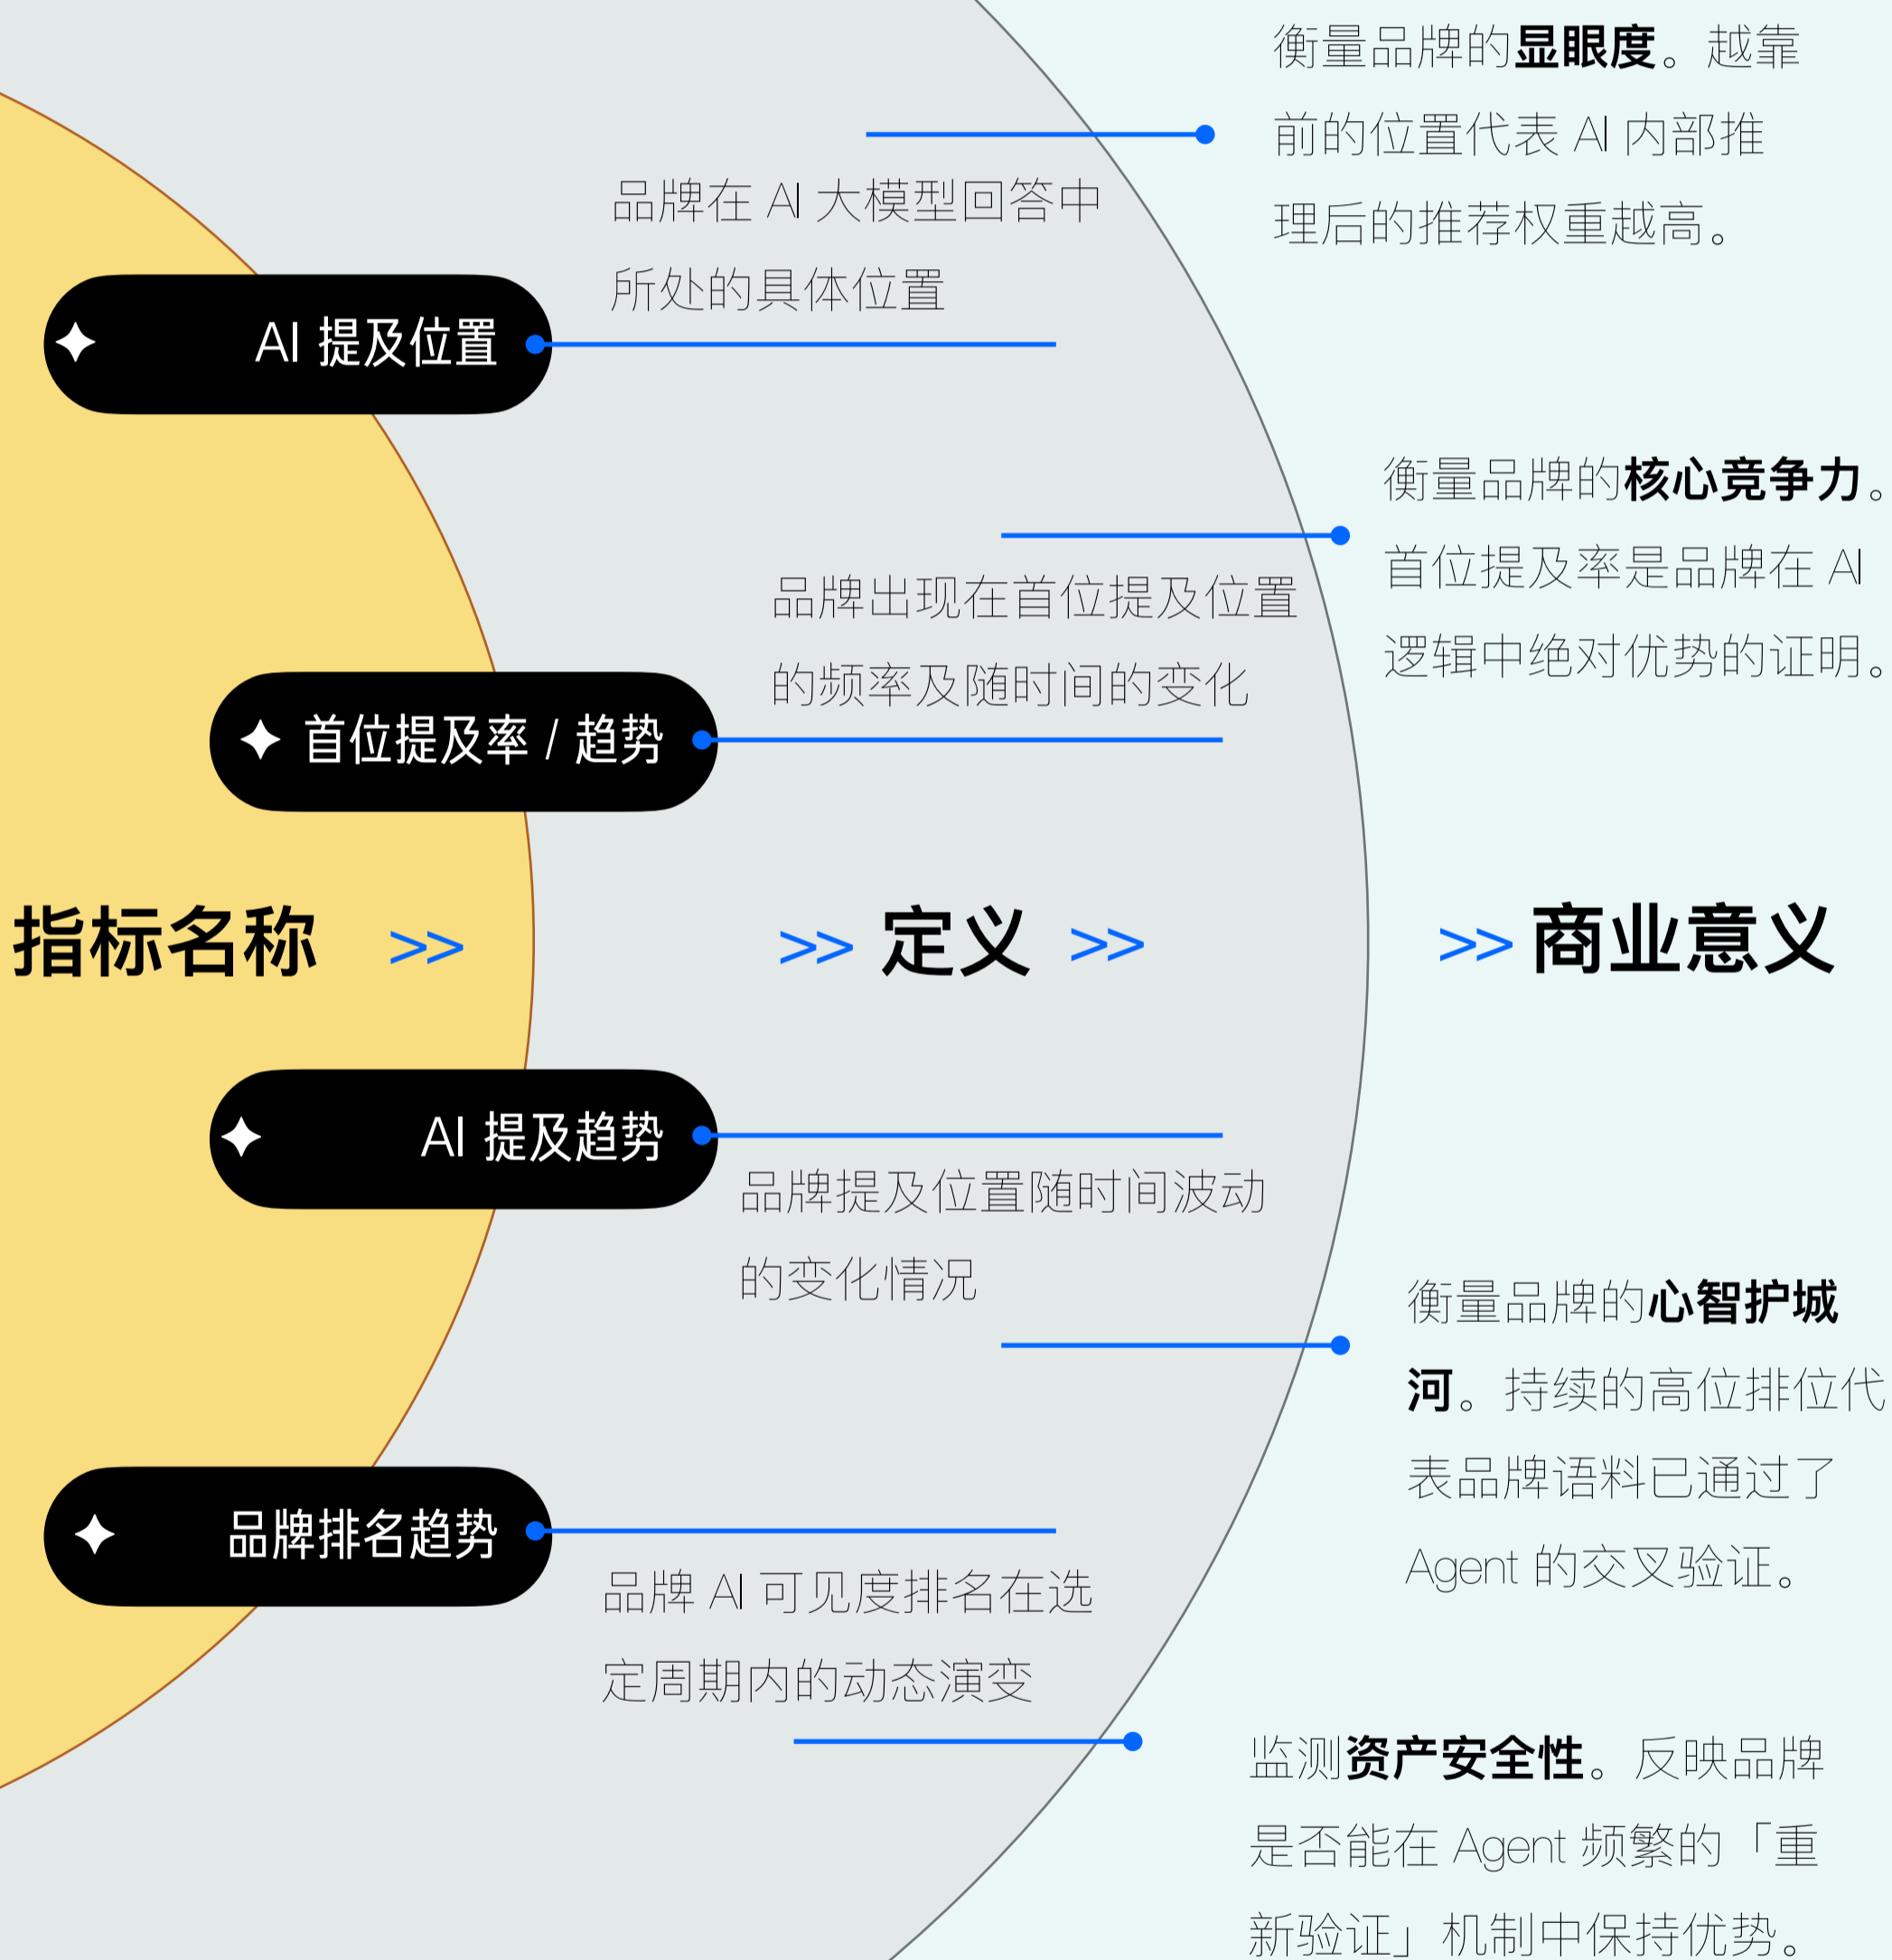 衡量品牌的显眼度。越靠
前的位置代表 AI 内部推
理后的推荐权重越高。
品牌在 AI 大模型回答中
所处的具体位置
AI 提及位置
衡量品牌的核心竞争力。
首位提及率是品牌在 AI
逻辑中绝对优势的证明。
品牌出现在首位提及位置
的频率及随时间的变化
首位提及率 / 趋势
指标名称 >> >> 定义 >> >> 商业意义
AI 提及趋势
品牌提及位置随时间波动
的变化情况
衡量品牌的心智护城
河。持续的高位排位代
表品牌语料已通过了
Agent 的交叉验证。
品牌排名趋势
品牌 AI 可见度排名在选
定周期内的动态演变
监测资产安全性。反映品牌
是否能在 Agent 频繁的「重
新验证」机制中保持优势。